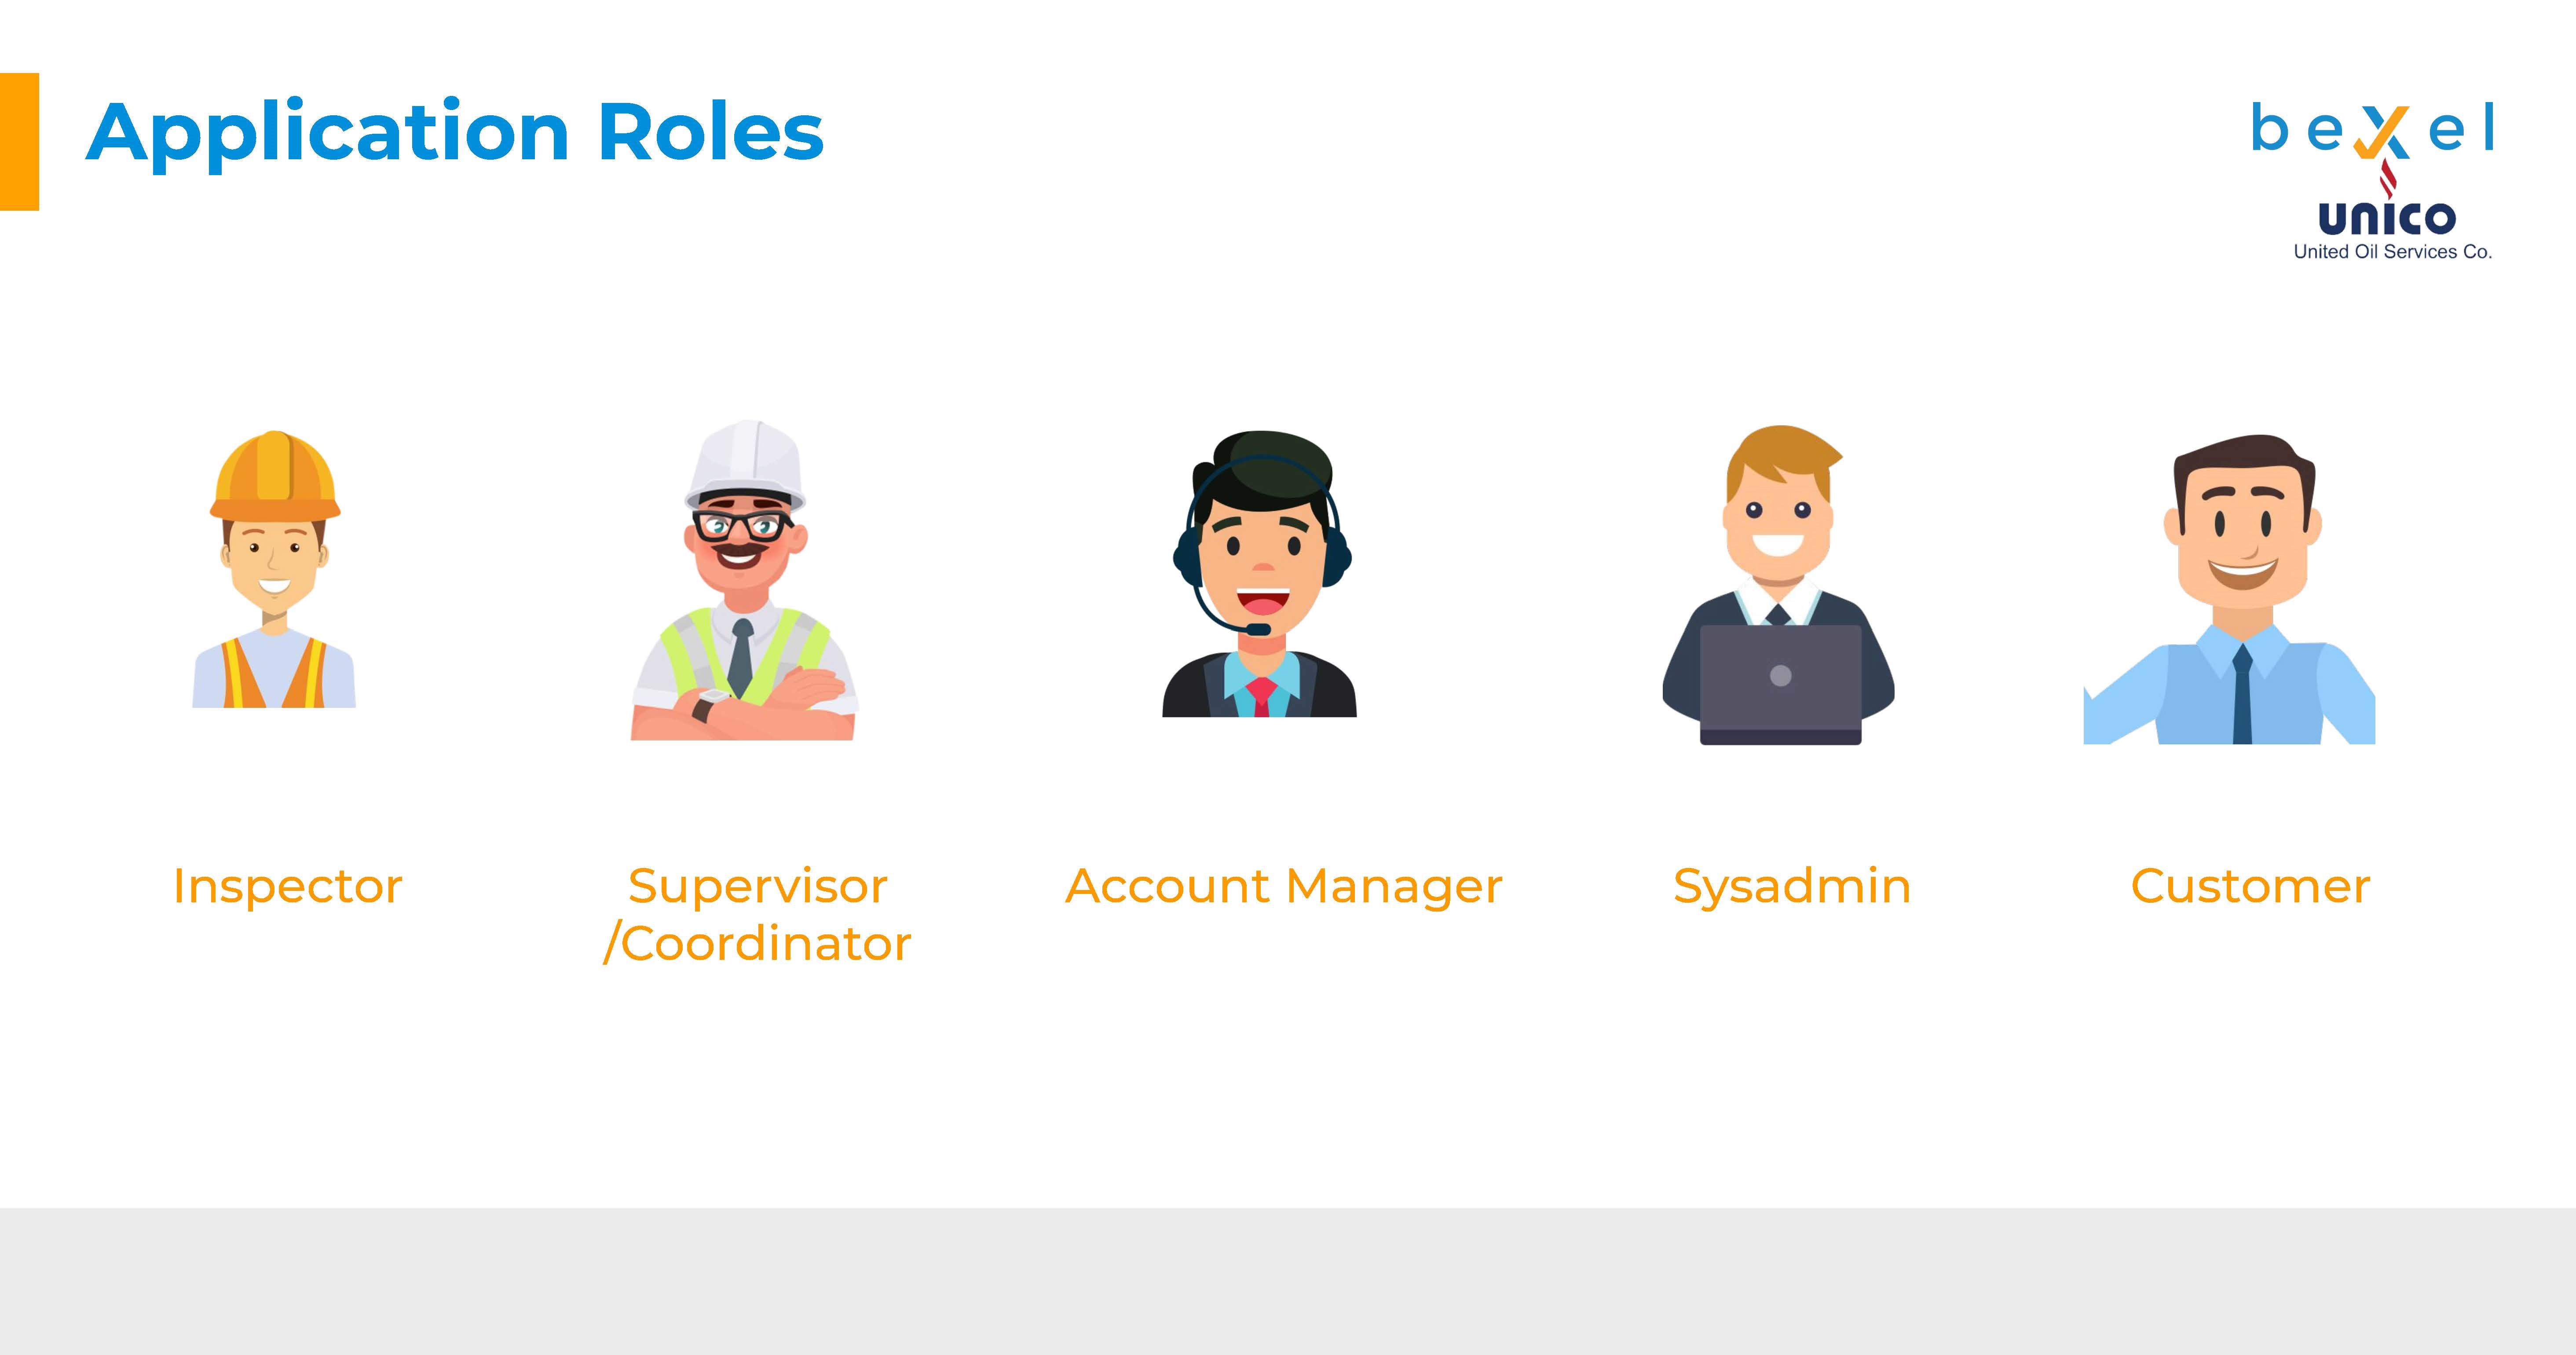 Application Roles
bexel
unico
United Oil Services Co.
Inspector
Supervisor
/Coordinator
Account Manager
Sysadmin
Customer